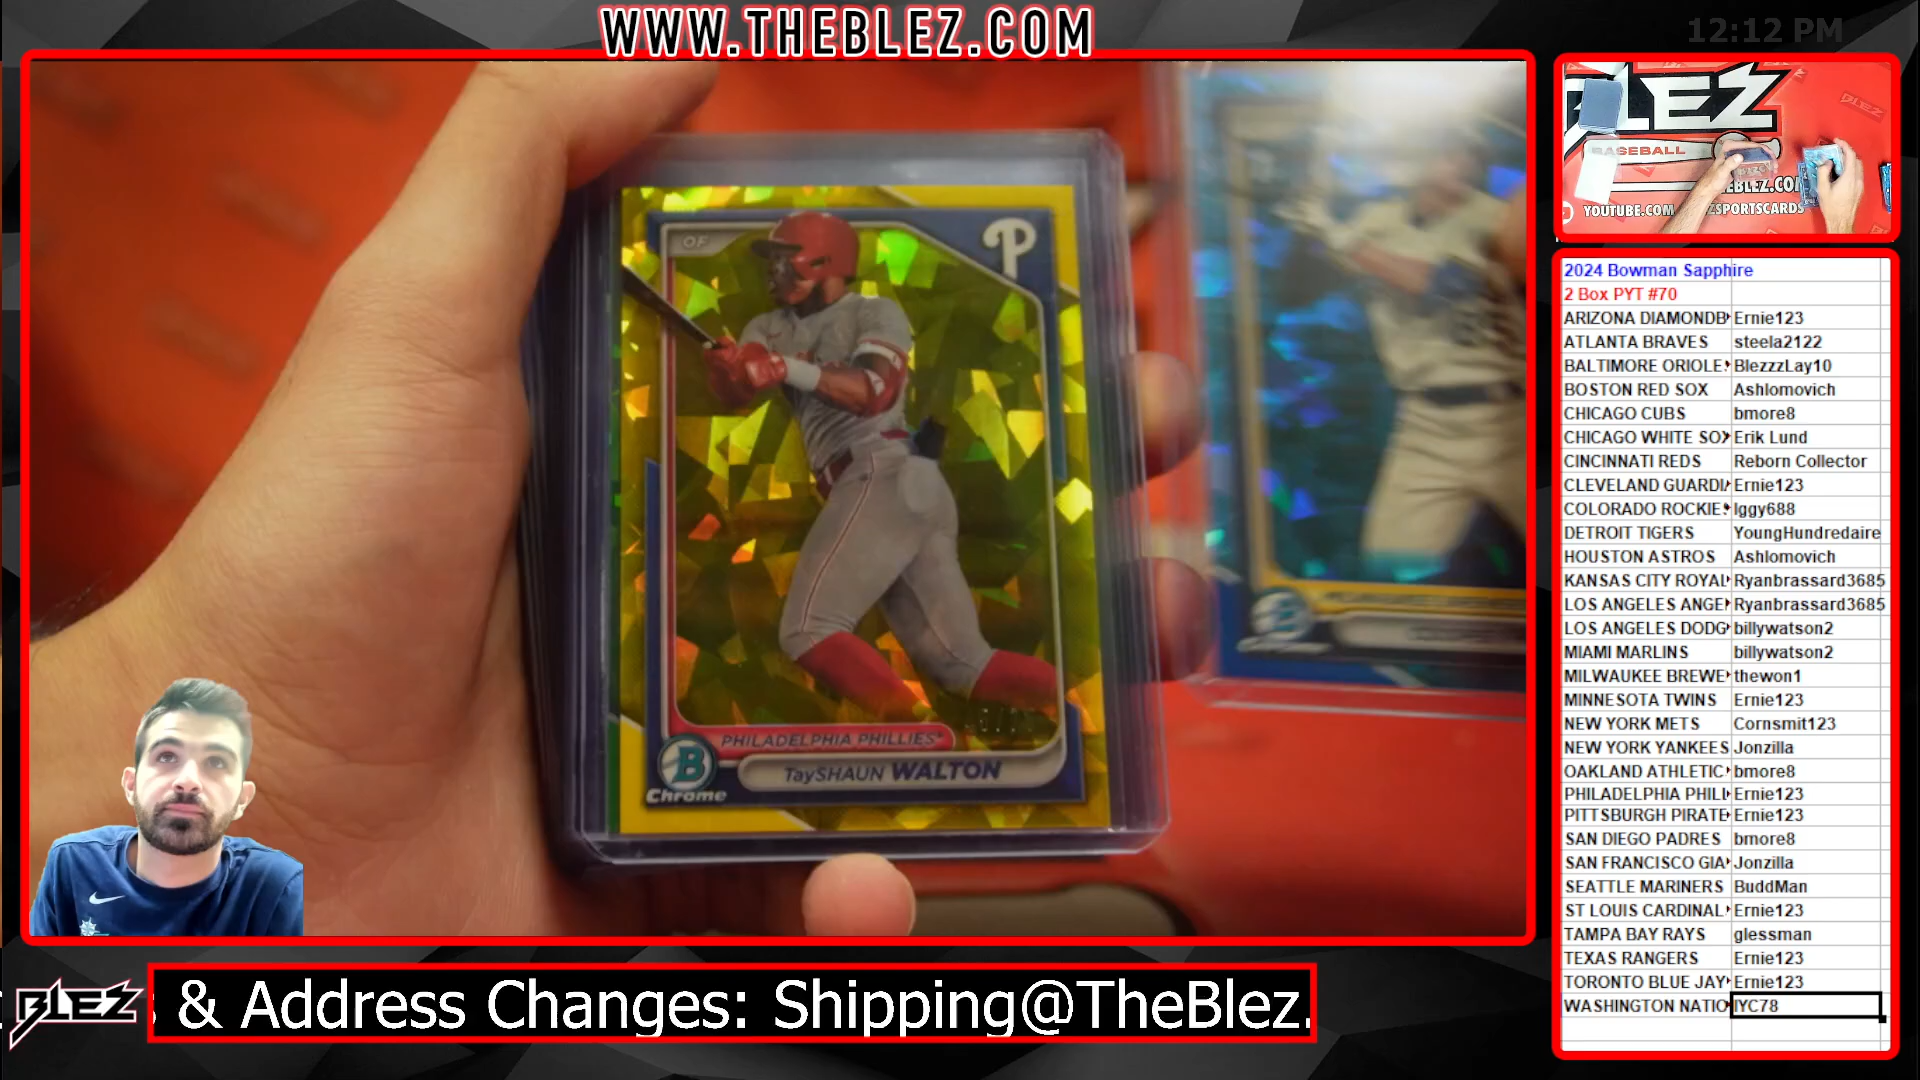 WWW.THEBLEZ.COM
12:12 PM
OF
P
PHILADELPHIA PHILLIES
TaySHAUN WALTON
B
Chrome
BLEZ
BASEBALL
YOUTUBE.COM
ZSPORTSCARDS
2024 Bowman Sapphire
2 Box PYT #70
ARIZONA DIAMONDB Ernie123
ATLANTA BRAVES steela2122
BALTIMORE ORIOLE BlezzzLay10
BOSTON RED SOX Ashlomovich
CHICAGO CUBS bmore8
CHICAGO WHITE SOX Erik Lund
CINCINNATI REDS Reborn Collector
CLEVELAND GUARDI Ernie123
COLORADO ROCKIE Iggy688
DETROIT TIGERS YoungHundredaire
HOUSTON ASTROS Ashlomovich
KANSAS CITY ROYAL Ryanbrassard3685
LOS ANGELES ANGE Ryanbrassard3685
LOS ANGELES DODG billywatson2
MIAMI MARLINS billywatson2
MILWAUKEE BREWE thewon1
MINNESOTA TWINS Ernie123
NEW YORK METS Cornsmit123
NEW YORK YANKEES Jonzilla
OAKLAND ATHLETIC bmore8
PHILADELPHIA PHILL Ernie123
PITTSBURGH PIRATE Ernie123
SAN DIEGO PADRES bmore8
SAN FRANCISCO GIA Jonzilla
SEATTLE MARINERS BuddMan
ST LOUIS CARDINAL Ernie123
TAMPA BAY RAYS glessman
TEXAS RANGERS Ernie123
TORONTO BLUE JAY Ernie123
WASHINGTON NATIO IYC78
BLEZ
& Address Changes: Shipping@TheBlez.